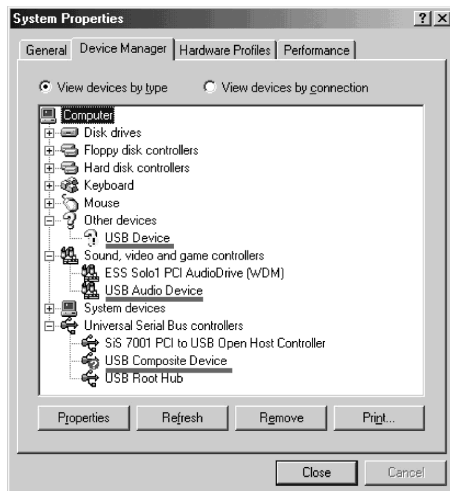 System Properties
General
Device Manager
Hardware Profiles
Performance
View devices by type
View devices by connection
Computer
Disk drives
Floppy disk controllers
Hard disk controllers
Keyboard
Mouse
Other devices
USB Device
Sound, video and game controllers
ESS Solo1 PCI AudioDrive (WDM)
USB Audio Device
System devices
Universal Serial Bus controllers
SiS 7001 PCI to USB Open Host Controller
USB Composite Device
USB Root Hub
Properties
Refresh
Remove
Print...
Close
Cancel